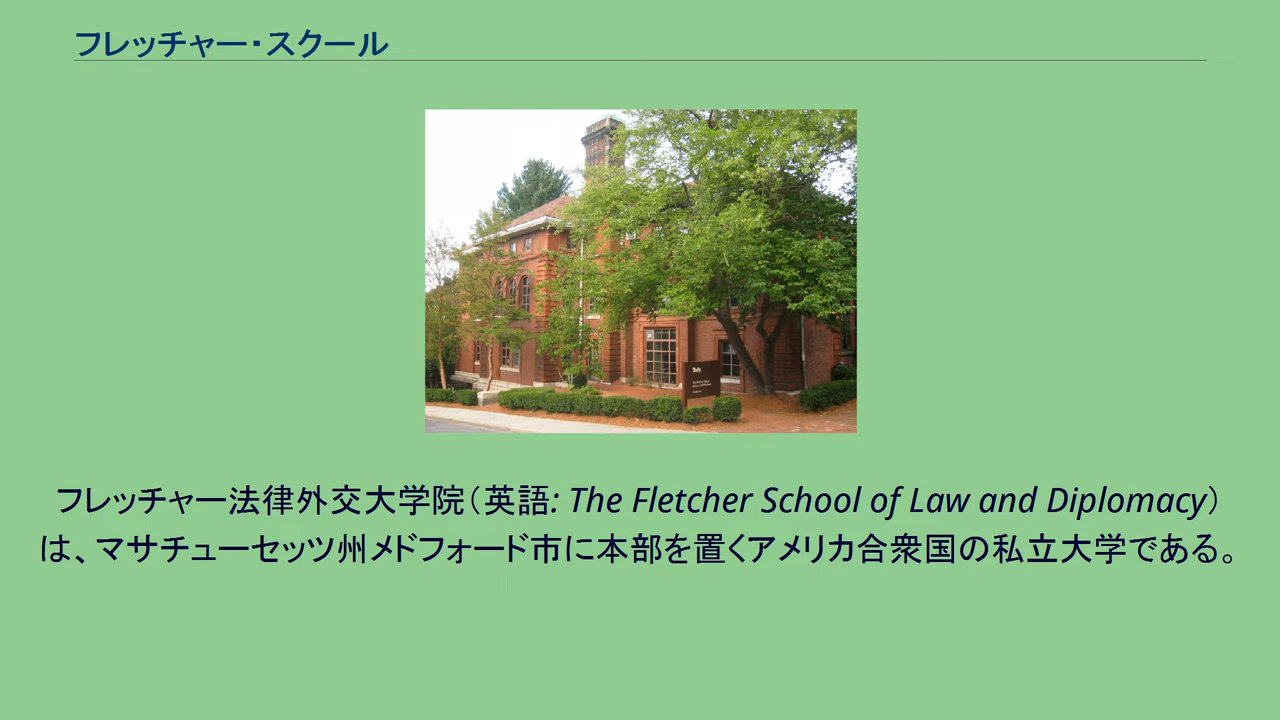 フレッチャー・スクール
Tufts
フレッチャー法律外交大学院（英語: The Fletcher School of Law and Diplomacy）
は、マサチューセッツ州メドフォード市に本部を置くアメリカ合衆国の私立大学である。